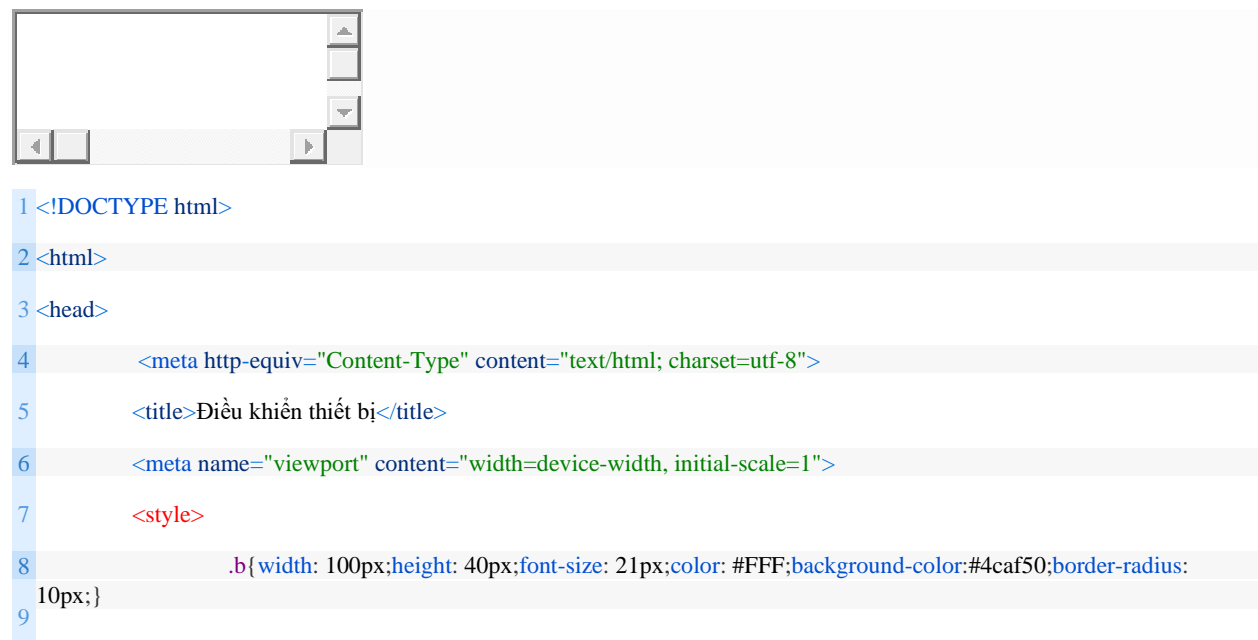 1 <!DOCTYPE html>
2 <html>
3 <head>
4 <meta http-equiv="Content-Type" content="text/html; charset=utf-8">
5 <title>Điều khiển thiết bị</title>
6 <meta name="viewport" content="width=device-width, initial-scale=1">
7 <style>
8 .b{width: 100px;height: 40px;font-size: 21px;color: #FFF;background-color:#4caf50;border-radius:
10px;}
9